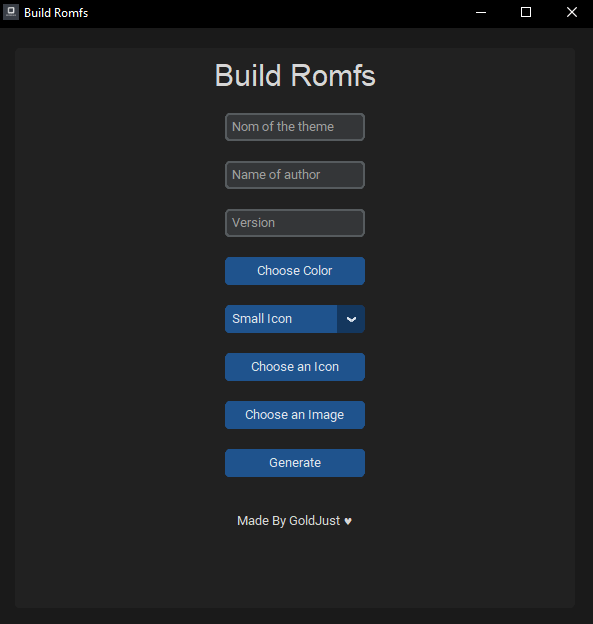 Build Romfs
Build Romfs
Nom of the theme
Name of author
Version
Choose Color
Small Icon
Choose an Icon
Choose an Image
Generate
Made By GoldJust ♥